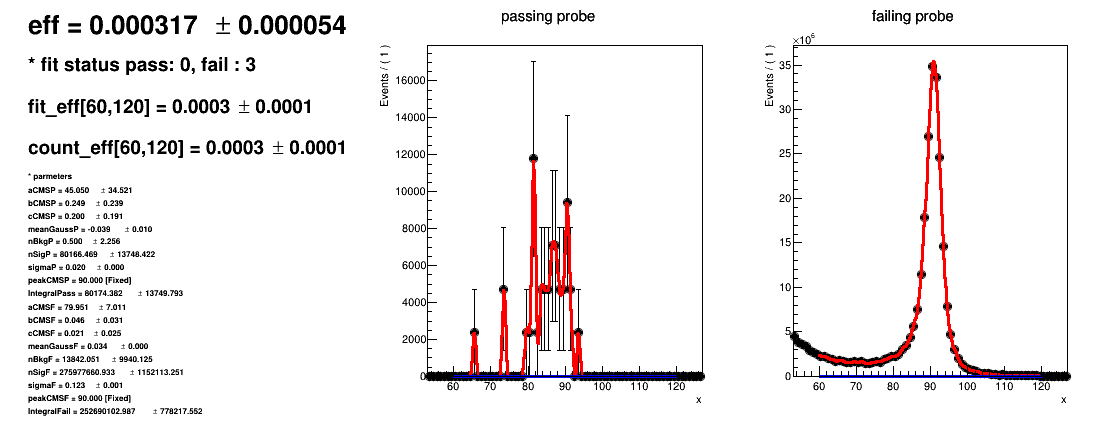 eff = 0.000317 ± 0.000054
* fit status pass: 0, fail : 3
fit_eff[60,120] = 0.0003 ± 0.0001
count_eff[60,120] = 0.0003 ± 0.0001
* parmeters
aCMSP = 45.050 ± 34.521
bCMSP = 0.249 ± 0.239
cCMSP = 0.200 ± 0.191
meanGaussP = -0.039 ± 0.010
nBkgP = 0.500 ± 2.256
nSigP = 80166.469 ± 13748.422
sigmaP = 0.020 ± 0.000
peakCMSP = 90.000 [Fixed]
IntegralPass = 80174.382 ± 13749.793
aCMSF = 79.951 ± 7.011
bCMSF = 0.046 ± 0.031
cCMSF = 0.021 ± 0.025
meanGaussF = 0.034 ± 0.000
nBkgF = 13842.051 ± 9940.125
nSigF = 275977660.933 ± 1152113.251
sigmaF = 0.123 ± 0.001
peakCMSF = 90.000 [Fixed]
IntegralFail = 252690102.987 ± 778217.552
passing probe
Events / ( 1 )
16000
14000
12000
10000
8000
6000
4000
2000
0
60 70 80 90 100 110 120
x
failing probe
×10⁶
Events / ( 1 )
35
30
25
20
15
10
5
0
60 70 80 90 100 110 120
x